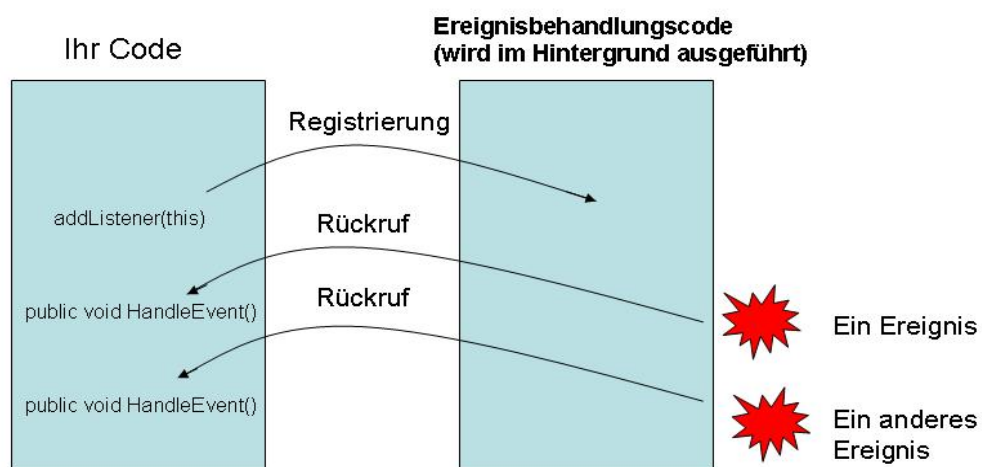 Ihr Code
Ereignisbehandlungscode
(wird im Hintergrund ausgeführt)
Registrierung
addListener(this)
Rückruf
public void HandleEvent()
Rückruf
Ein Ereignis
public void HandleEvent()
Ein anderes
Ereignis